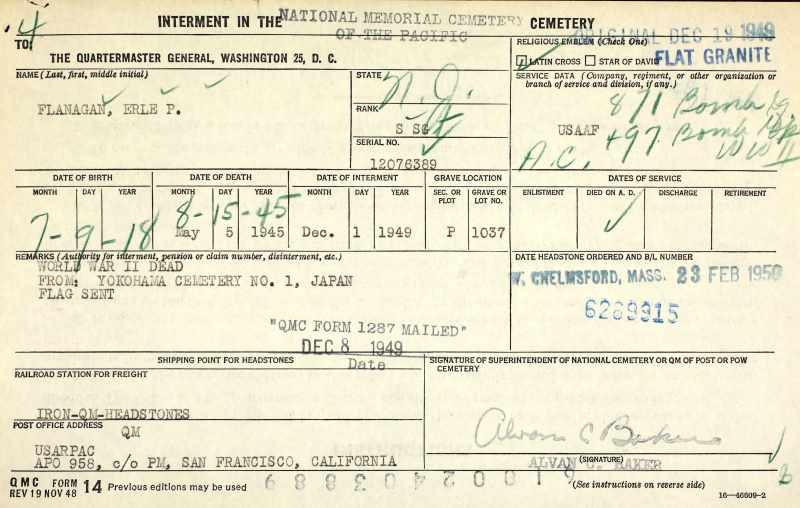 4
INTERMENT IN THE NATIONAL MEMORIAL CEMETERY OF THE PACIFIC CEMETERY
ORIGINAL DEC 19 1949
TO:
THE QUARTERMASTER GENERAL, WASHINGTON 25, D. C.
RELIGIOUS EMBLEM (Check One)
LATIN CROSS
STAR OF DAVID
FLAT GRANITE
NAME (Last, first, middle initial)
FLANAGAN, ERLE P.
STATE
N.J.
RANK
S SG
SERIAL NO.
12076389
SERVICE DATA (Company, regiment, or other organization or branch of service and division, if any.)
871 Bomb
USAAF
497 Bomb Gp
A.C.
WW II
DATE OF BIRTH
DATE OF DEATH
DATE OF INTERMENT
GRAVE LOCATION
DATES OF SERVICE
MONTH DAY YEAR
MONTH DAY YEAR
MONTH DAY YEAR
SEC. OR PLOT
GRAVE OR LOT NO.
ENLISTMENT
DIED ON A. D.
DISCHARGE
RETIREMENT
7-9-18
8-15-45
May 5 1945
Dec. 1 1949
P 1037
REMARKS (Authority for interment, pension or claim number, disinterment, etc.)
WORLD WAR II DEAD
FROM: YOKOHAMA CEMETERY NO. 1, JAPAN
FLAG SENT
"QMC FORM 1287 MAILED"
DEC 8 1949
Date
DATE HEADSTONE ORDERED AND B/L NUMBER
W. CHELMSFORD, MASS. 23 FEB 1950
6269915
SHIPPING POINT FOR HEADSTONES
RAILROAD STATION FOR FREIGHT
IRON-QM-HEADSTONES
POST OFFICE ADDRESS
QM
USARPAC
APO 958, c/o PM, SAN FRANCISCO, CALIFORNIA
SIGNATURE OF SUPERINTENDENT OF NATIONAL CEMETERY OR QM OF POST OR POW CEMETERY
Alvan C Baker
ALVAN C. BAKER
(SIGNATURE)
QMC FORM 14
REV 19 NOV 48
Previous editions may be used
(See instructions on reverse side)
16-46609-2